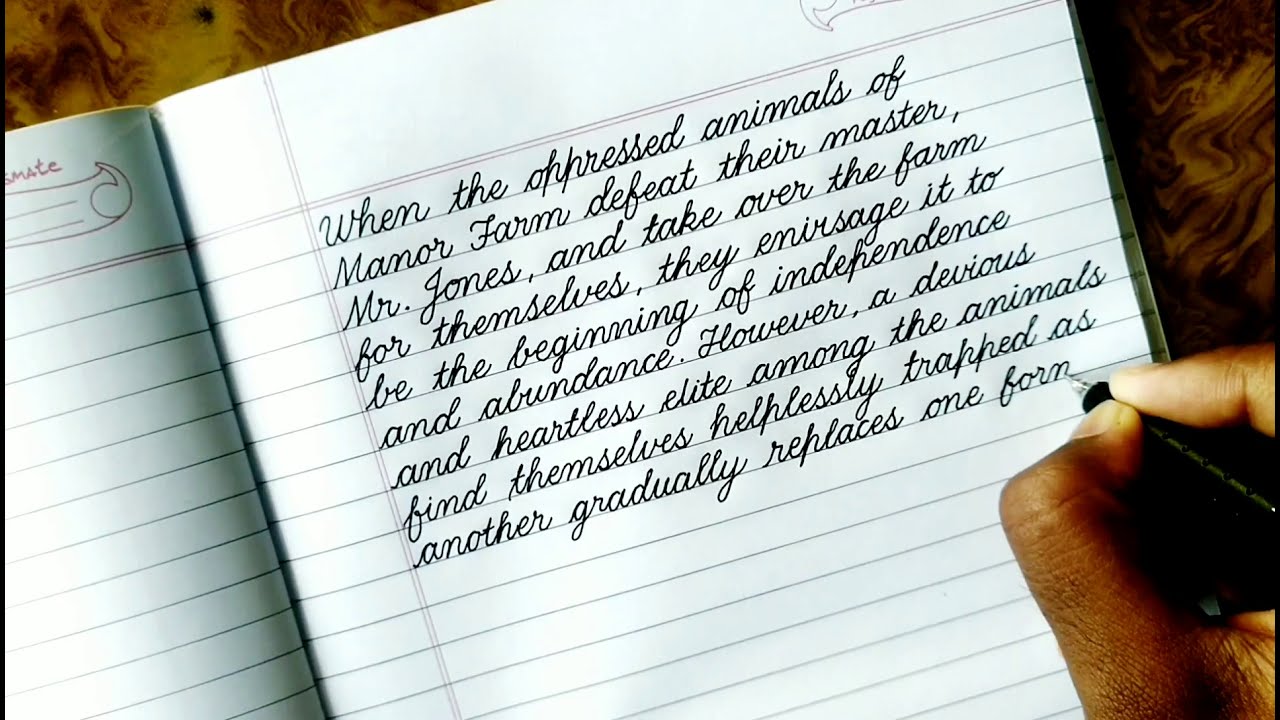 SMATE
When the oppressed animals of
Manor Farm defeat their master,
Mr. Jones, and take over the farm
for themselves, they envisage it to
be the beginning of independence
and abundance. However, a devious
and heartless elite among the animals
find themselves helplessly trapped as
another gradually replaces one form